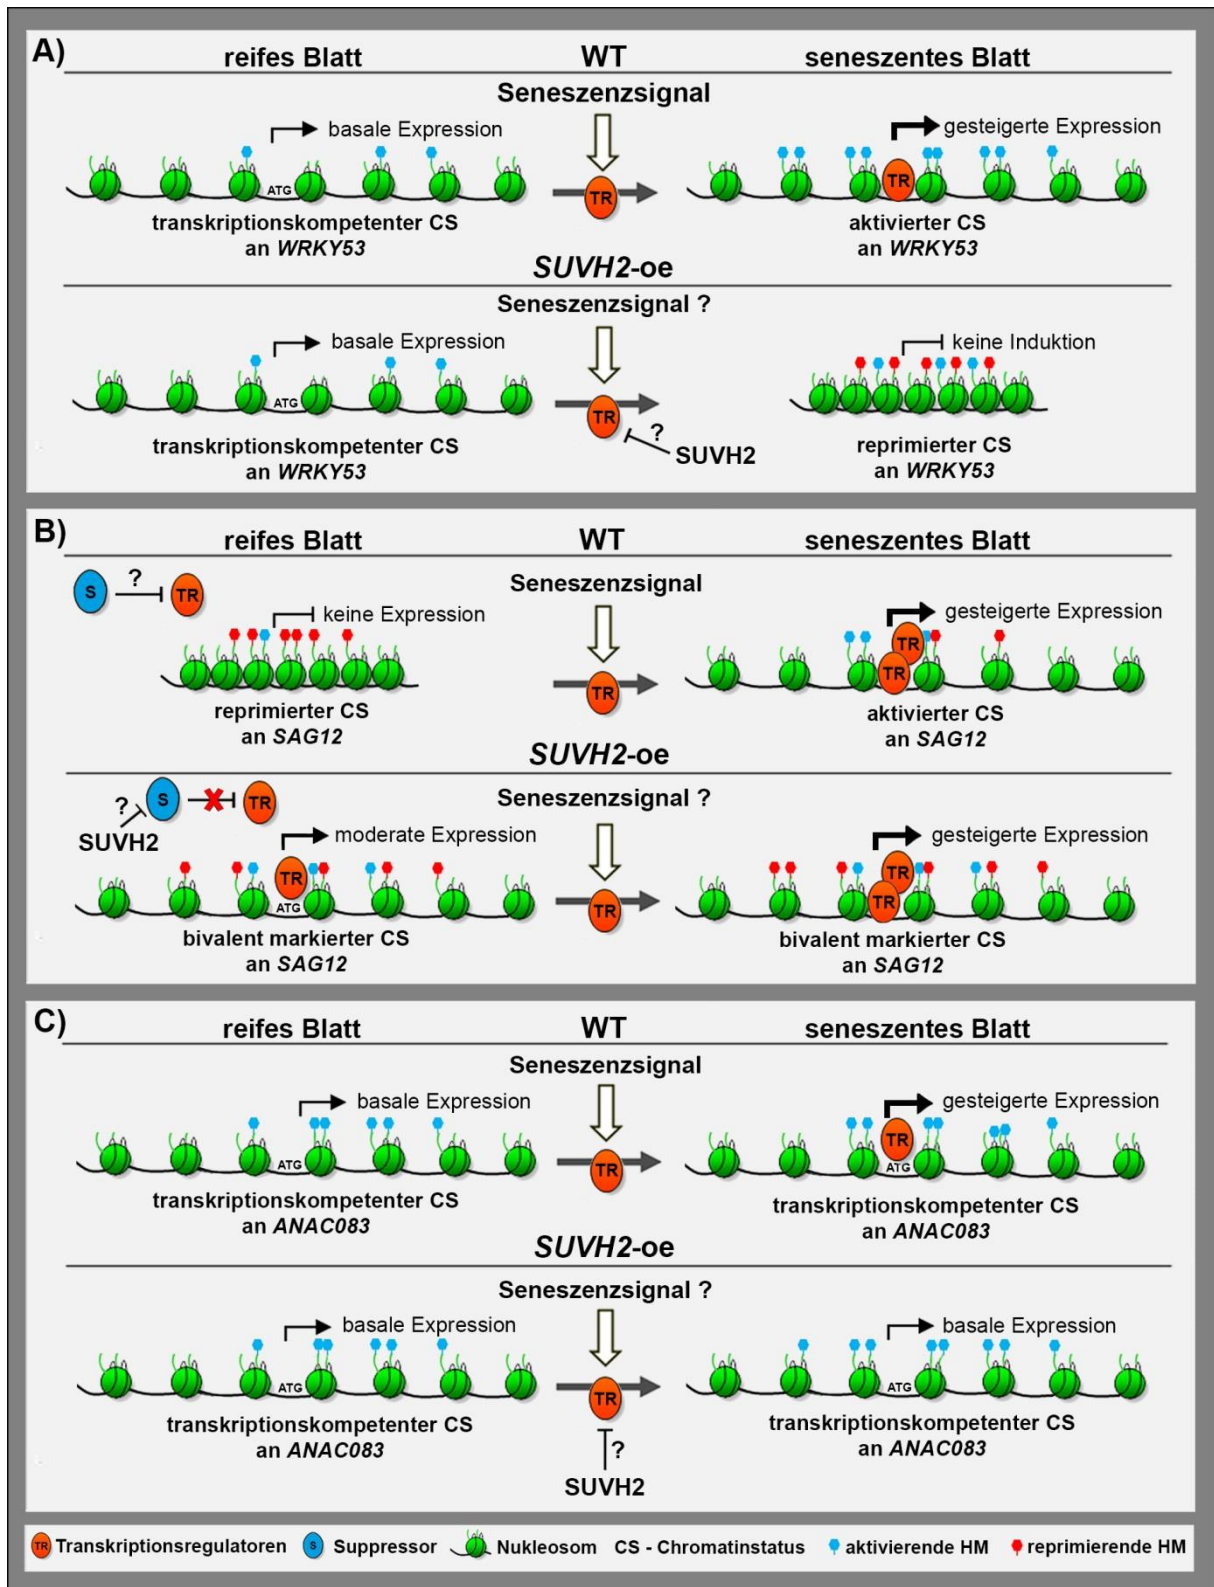 A)
reifes Blatt WT seneszentes Blatt
Seneszenzsignal
basale Expression gesteigerte Expression
TR TR
ATG
transkriptionskompetenter CS
an WRKY53
aktivierter CS
an WRKY53
SUVH2-oe
Seneszenzsignal ?
basale Expression keine Induktion
ATG TR
?
SUVH2
transkriptionskompetenter CS
an WRKY53
reprimierter CS
an WRKY53
B)
reifes Blatt WT seneszentes Blatt
S ? TR
Seneszenzsignal
keine Expression gesteigerte Expression
TR
TR
TR
reprimierter CS
an SAG12
aktivierter CS
an SAG12
SUVH2-oe
? S TR
SUVH2
Seneszenzsignal ?
moderate Expression gesteigerte Expression
TR TR
ATG TR TR
bivalent markierter CS
an SAG12
bivalent markierter CS
an SAG12
C)
reifes Blatt WT seneszentes Blatt
Seneszenzsignal
basale Expression gesteigerte Expression
TR
ATG TR ATG
transkriptionskompetenter CS
an ANAC083
transkriptionskompetenter CS
an ANAC083
SUVH2-oe
Seneszenzsignal ?
basale Expression basale Expression
ATG TR ATG
transkriptionskompetenter CS
an ANAC083
transkriptionskompetenter CS
an ANAC083
?
SUVH2
TR Transkriptionsregulatoren S Suppressor Nukleosom CS - Chromatinstatus aktivierende HM reprimierende HM